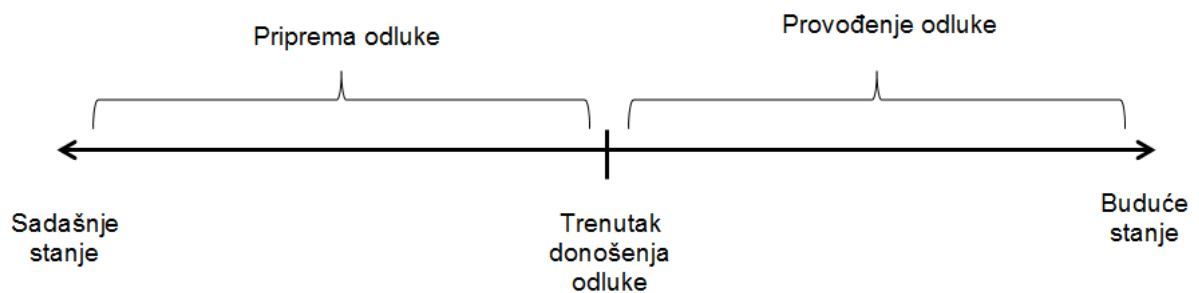 Priprema odluke
Provođenje odluke
Sadašnje
stanje
Trenutak
donošenja
odluke
Buduće
stanje